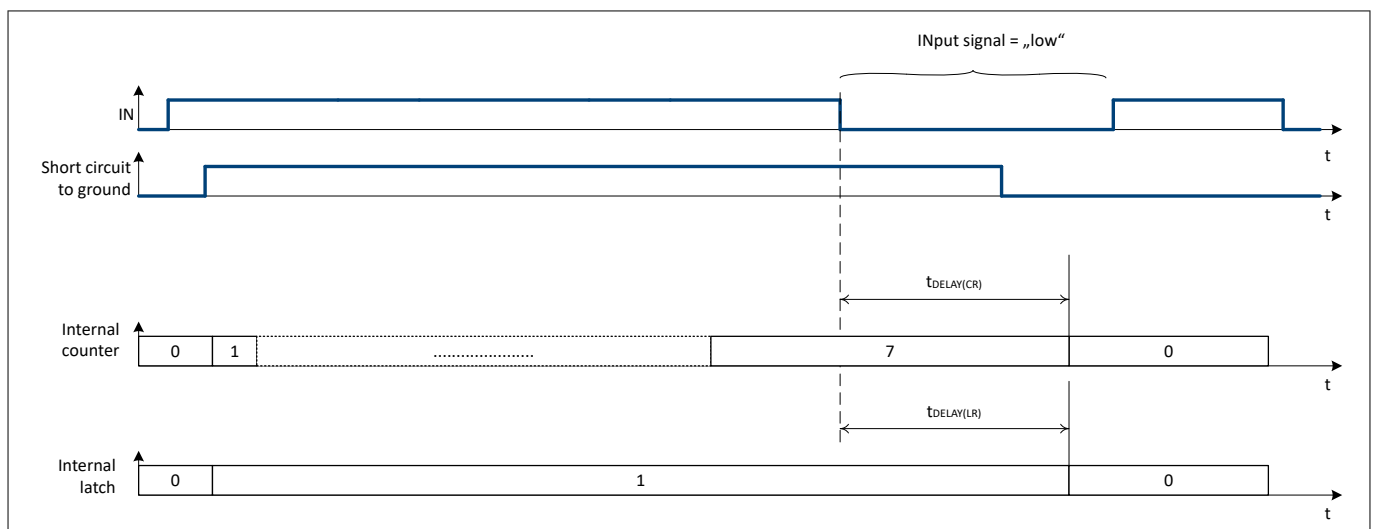 INput signal = „low“
IN
t
Short circuit
to ground
t
tDELAY(CR)
Internal
counter
0 1 ..................... 7 0
t
tDELAY(LR)
Internal
latch
0 1 0
t